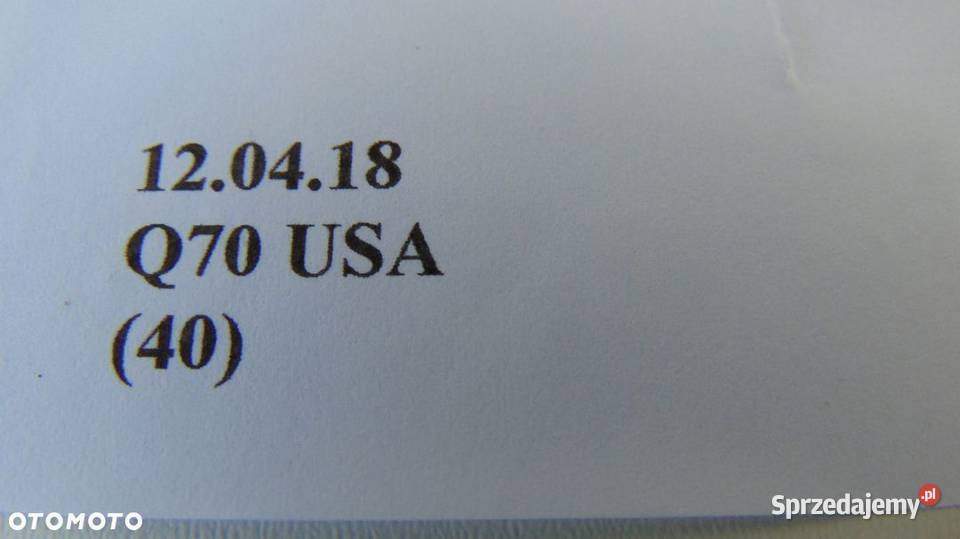 12.04.18
Q70 USA
(40)
OTOMOTO
Sprzedajemy.pl